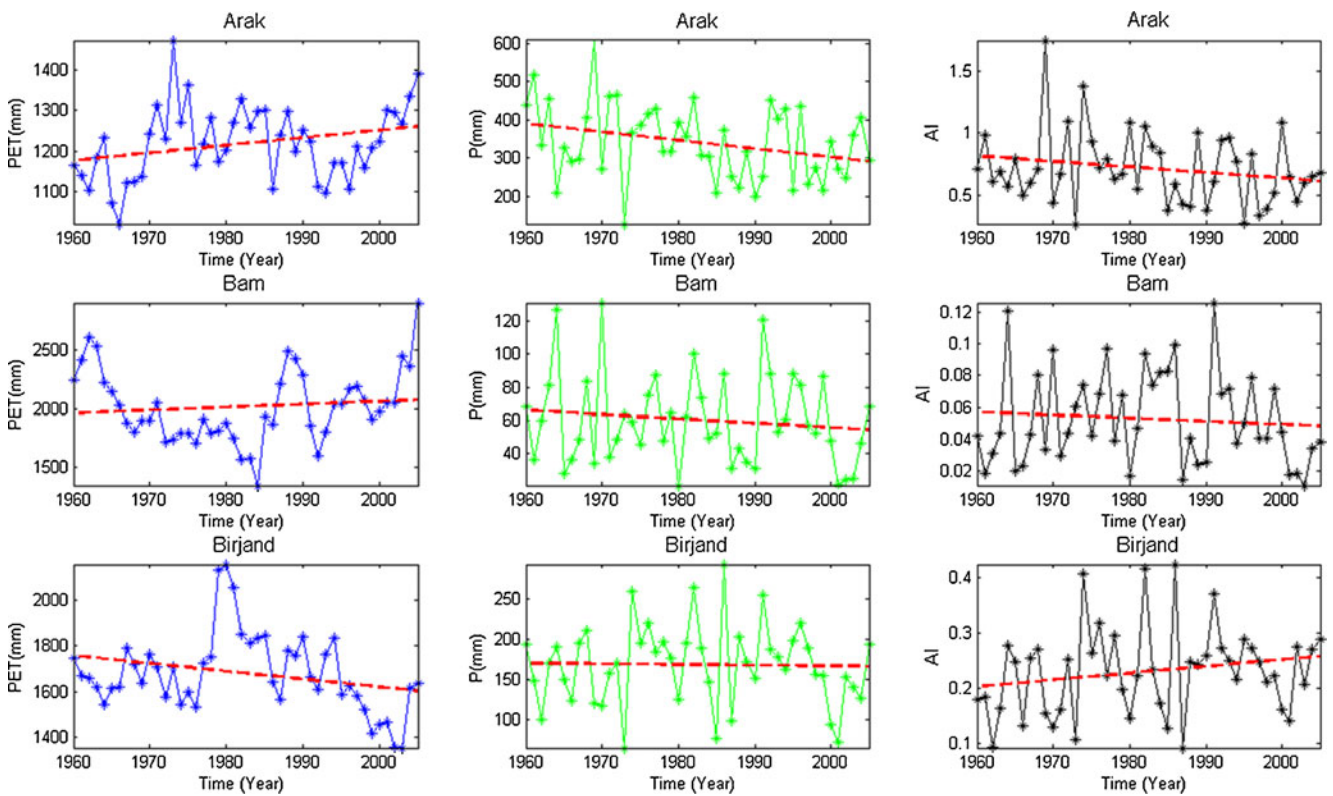 Arak
PET(mm)
1400
1300
1200
1100
1960 1970 1980 1990 2000
Time (Year)
Arak
P(mm)
600
500
400
300
200
1960 1970 1980 1990 2000
Time (Year)
Arak
AI
1.5
1
0.5
1960 1970 1980 1990 2000
Time (Year)
Bam
PET(mm)
2500
2000
1500
1960 1970 1980 1990 2000
Time (Year)
Bam
P(mm)
120
100
80
60
40
1960 1970 1980 1990 2000
Time (Year)
Bam
AI
0.12
0.1
0.08
0.06
0.04
0.02
1960 1970 1980 1990 2000
Time (Year)
Birjand
PET(mm)
2000
1800
1600
1400
1960 1970 1980 1990 2000
Time (Year)
Birjand
P(mm)
250
200
150
100
1960 1970 1980 1990 2000
Time (Year)
Birjand
AI
0.4
0.3
0.2
0.1
1960 1970 1980 1990 2000
Time (Year)